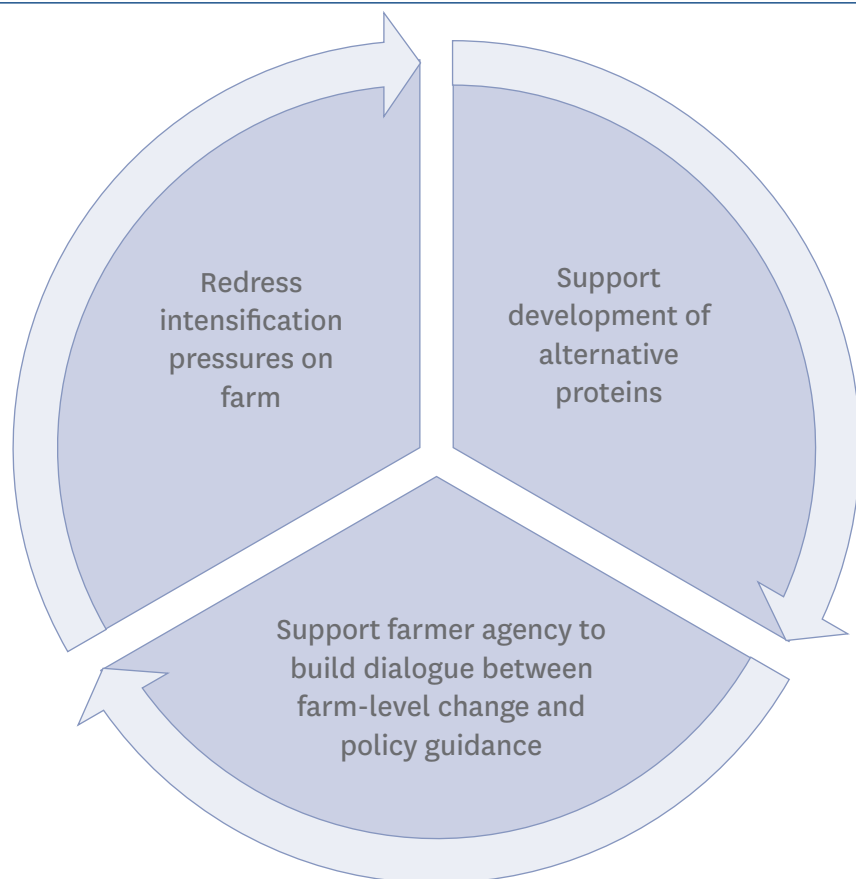 Redress
intensification
pressures on
farm
Support
development of
alternative
proteins
Support farmer agency to
build dialogue between
farm-level change and
policy guidance